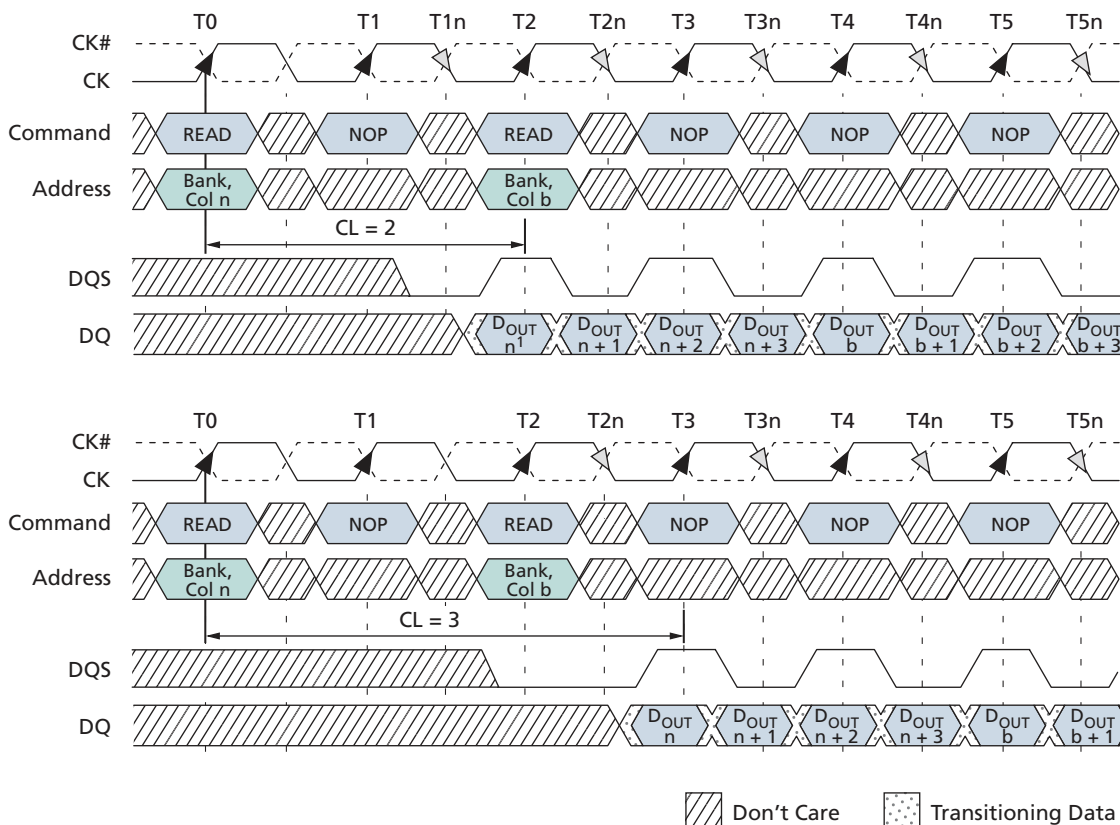 T0 T1 T1n T2 T2n T3 T3n T4 T4n T5 T5n
CK#
CK
Command READ NOP READ NOP NOP NOP
Address Bank, Col n Bank, Col b
CL = 2
DQS
DQ DOUT n1 DOUT n + 1 DOUT n + 2 DOUT n + 3 DOUT b DOUT b + 1 DOUT b + 2 DOUT b + 3
T0 T1 T2 T2n T3 T3n T4 T4n T5 T5n
CK#
CK
Command READ NOP READ NOP NOP NOP
Address Bank, Col n Bank, Col b
CL = 3
DQS
DQ DOUT n DOUT n + 1 DOUT n + 2 DOUT n + 3 DOUT b DOUT b + 1
Don't Care Transitioning Data